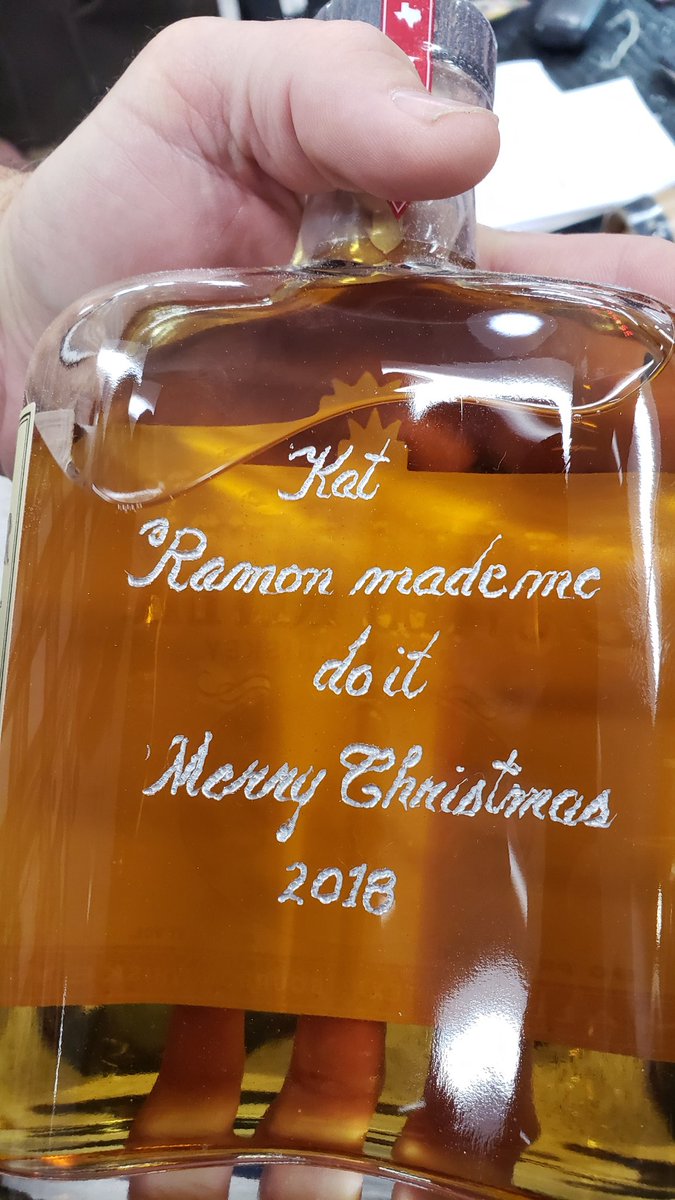 Kat
Ramon made me
do it
Merry Christmas
2018